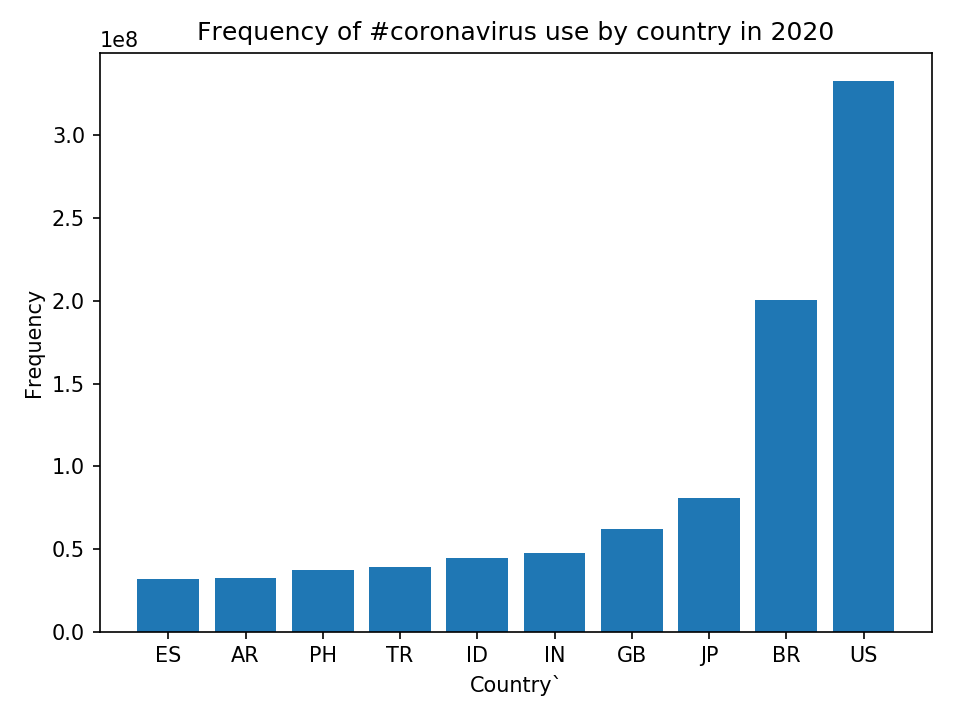 Frequency of #coronavirus use by country in 2020
1e8
3.0
2.5
2.0
1.5
1.0
0.5
0.0
Frequency
ES AR PH TR ID IN GB JP BR US
Country`